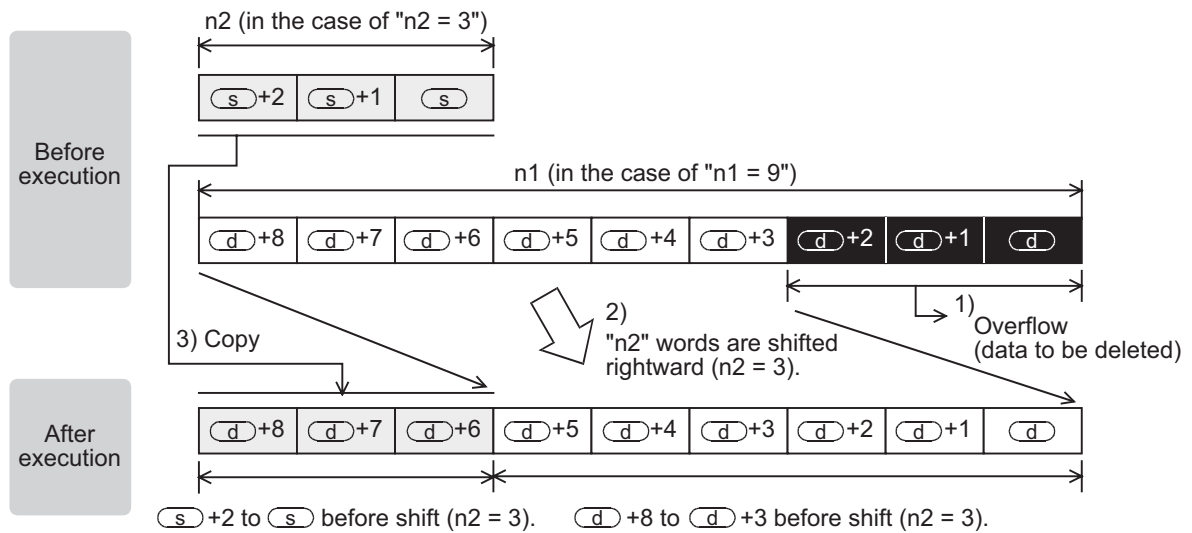 n2 (in the case of "n2 = 3")
s +2 s +1 s
Before
execution
n1 (in the case of "n1 = 9")
d +8 d +7 d +6 d +5 d +4 d +3 d +2 d +1 d
3) Copy
2)
"n2" words are shifted
rightward (n2 = 3).
1)
Overflow
(data to be deleted)
After
execution
d +8 d +7 d +6 d +5 d +4 d +3 d +2 d +1 d
s +2 to s before shift (n2 = 3). d +8 to d +3 before shift (n2 = 3).